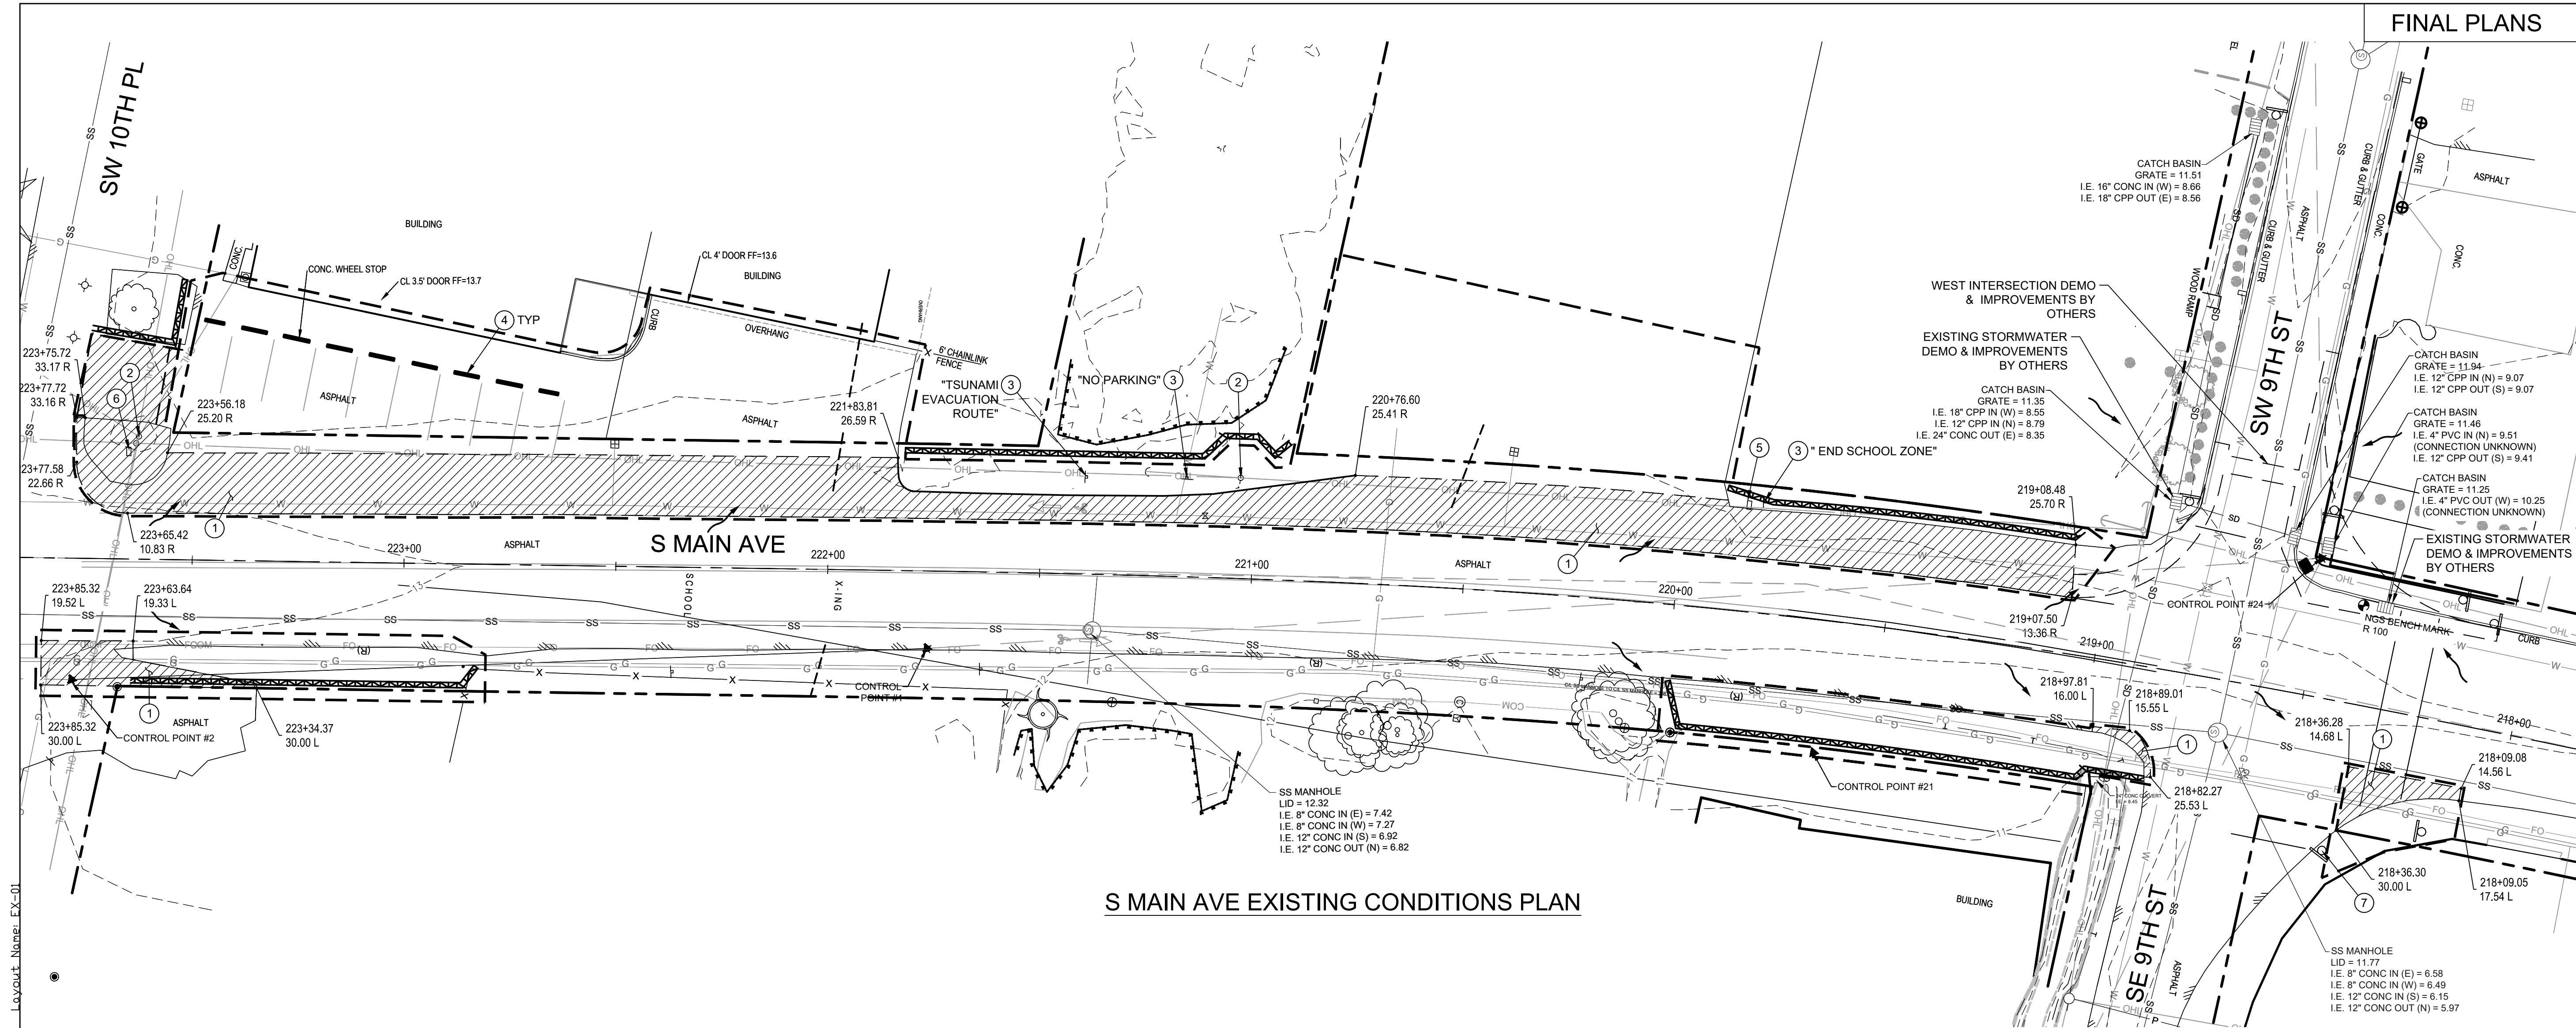 FINAL PLANS
SW 10TH PL
BUILDING
CONC.
CONC. WHEEL STOP
CL 3.5' DOOR FF=13.7
4 TYP
CL 4' DOOR FF=13.6
BUILDING
CURB
OVERHANG
OVERHANG
6' CHAINLINK
FENCE
ASPHALT
ASPHALT
223+75.72
33.17 R
223+77.72
33.16 R
2
6
223+56.18
25.20 R
223+77.58
22.66 R
223+65.42
10.83 R
1
221+83.81
26.59 R
"TSUNAMI 3
EVACUATION
ROUTE"
"NO PARKING" 3
2
220+76.60
25.41 R
5
3 " END SCHOOL ZONE"
219+08.48
25.70 R
1
219+07.50
13.36 R
S MAIN AVE
ASPHALT
ASPHALT
223+00
222+00
221+00
220+00
219+00
218+00
SCHOOL
X-ING
CATCH BASIN
GRATE = 11.51
I.E. 16" CONC IN (W) = 8.66
I.E. 18" CPP OUT (E) = 8.56
WEST INTERSECTION DEMO
& IMPROVEMENTS BY
OTHERS
EXISTING STORMWATER
DEMO & IMPROVEMENTS
BY OTHERS
CATCH BASIN
GRATE = 11.35
I.E. 18" CPP IN (W) = 8.55
I.E. 12" CPP IN (N) = 8.79
I.E. 24" CONC OUT (E) = 8.35
WOOD RAMP
CURB & GUTTER
ASPHALT
CURB & GUTTER
CONC.
GATE
ASPHALT
CONC.
SW 9TH ST
CATCH BASIN
GRATE = 11.94
I.E. 12" CPP IN (N) = 9.07
I.E. 12" CPP OUT (S) = 9.07
CATCH BASIN
GRATE = 11.46
I.E. 4" PVC IN (N) = 9.51
(CONNECTION UNKNOWN)
I.E. 12" CPP OUT (S) = 9.41
CATCH BASIN
GRATE = 11.25
I.E. 4" PVC OUT (W) = 10.25
(CONNECTION UNKNOWN)
EXISTING STORMWATER
DEMO & IMPROVEMENTS
BY OTHERS
CONTROL POINT #24
NGS BENCH MARK
R 100
CURB
223+85.32
19.52 L
223+63.64
19.33 L
1
ASPHALT
223+85.32
30.00 L
CONTROL POINT #2
223+34.37
30.00 L
CONTROL
POINT #1
SS MANHOLE
LID = 12.32
I.E. 8" CONC IN (E) = 7.42
I.E. 8" CONC IN (W) = 7.27
I.E. 12" CONC IN (S) = 6.92
I.E. 12" CONC OUT (N) = 6.82
CONTROL POINT #21
218+97.81
16.00 L
218+89.01
15.55 L
1
218+82.27
25.53 L
218+36.28
14.68 L
1
218+09.08
14.56 L
218+36.30
30.00 L
218+09.05
17.54 L
7
BUILDING
SE 9TH ST
ASPHALT
SS MANHOLE
LID = 11.77
I.E. 8" CONC IN (E) = 6.58
I.E. 8" CONC IN (W) = 6.49
I.E. 12" CONC IN (S) = 6.15
I.E. 12" CONC OUT (N) = 5.97
S MAIN AVE EXISTING CONDITIONS PLAN
Layout Name: EX-01